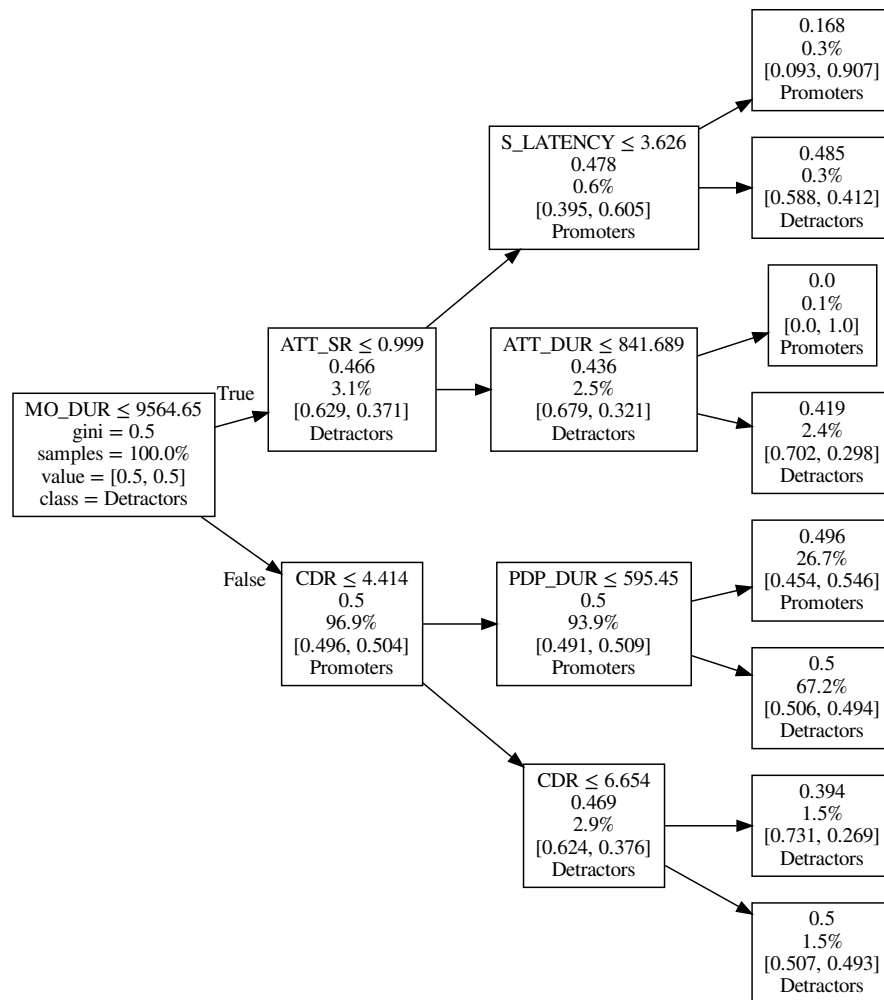 MO_DUR ≤ 9564.65
gini = 0.5
samples = 100.0%
value = [0.5, 0.5]
class = Detractors
True
False
ATT_SR ≤ 0.999
0.466
3.1%
[0.629, 0.371]
Detractors
CDR ≤ 4.414
0.5
96.9%
[0.496, 0.504]
Promoters
S_LATENCY ≤ 3.626
0.478
0.6%
[0.395, 0.605]
Promoters
ATT_DUR ≤ 841.689
0.436
2.5%
[0.679, 0.321]
Detractors
PDP_DUR ≤ 595.45
0.5
93.9%
[0.491, 0.509]
Promoters
CDR ≤ 6.654
0.469
2.9%
[0.624, 0.376]
Detractors
0.168
0.3%
[0.093, 0.907]
Promoters
0.485
0.3%
[0.588, 0.412]
Detractors
0.0
0.1%
[0.0, 1.0]
Promoters
0.419
2.4%
[0.702, 0.298]
Detractors
0.496
26.7%
[0.454, 0.546]
Promoters
0.5
67.2%
[0.506, 0.494]
Detractors
0.394
1.5%
[0.731, 0.269]
Detractors
0.5
1.5%
[0.507, 0.493]
Detractors